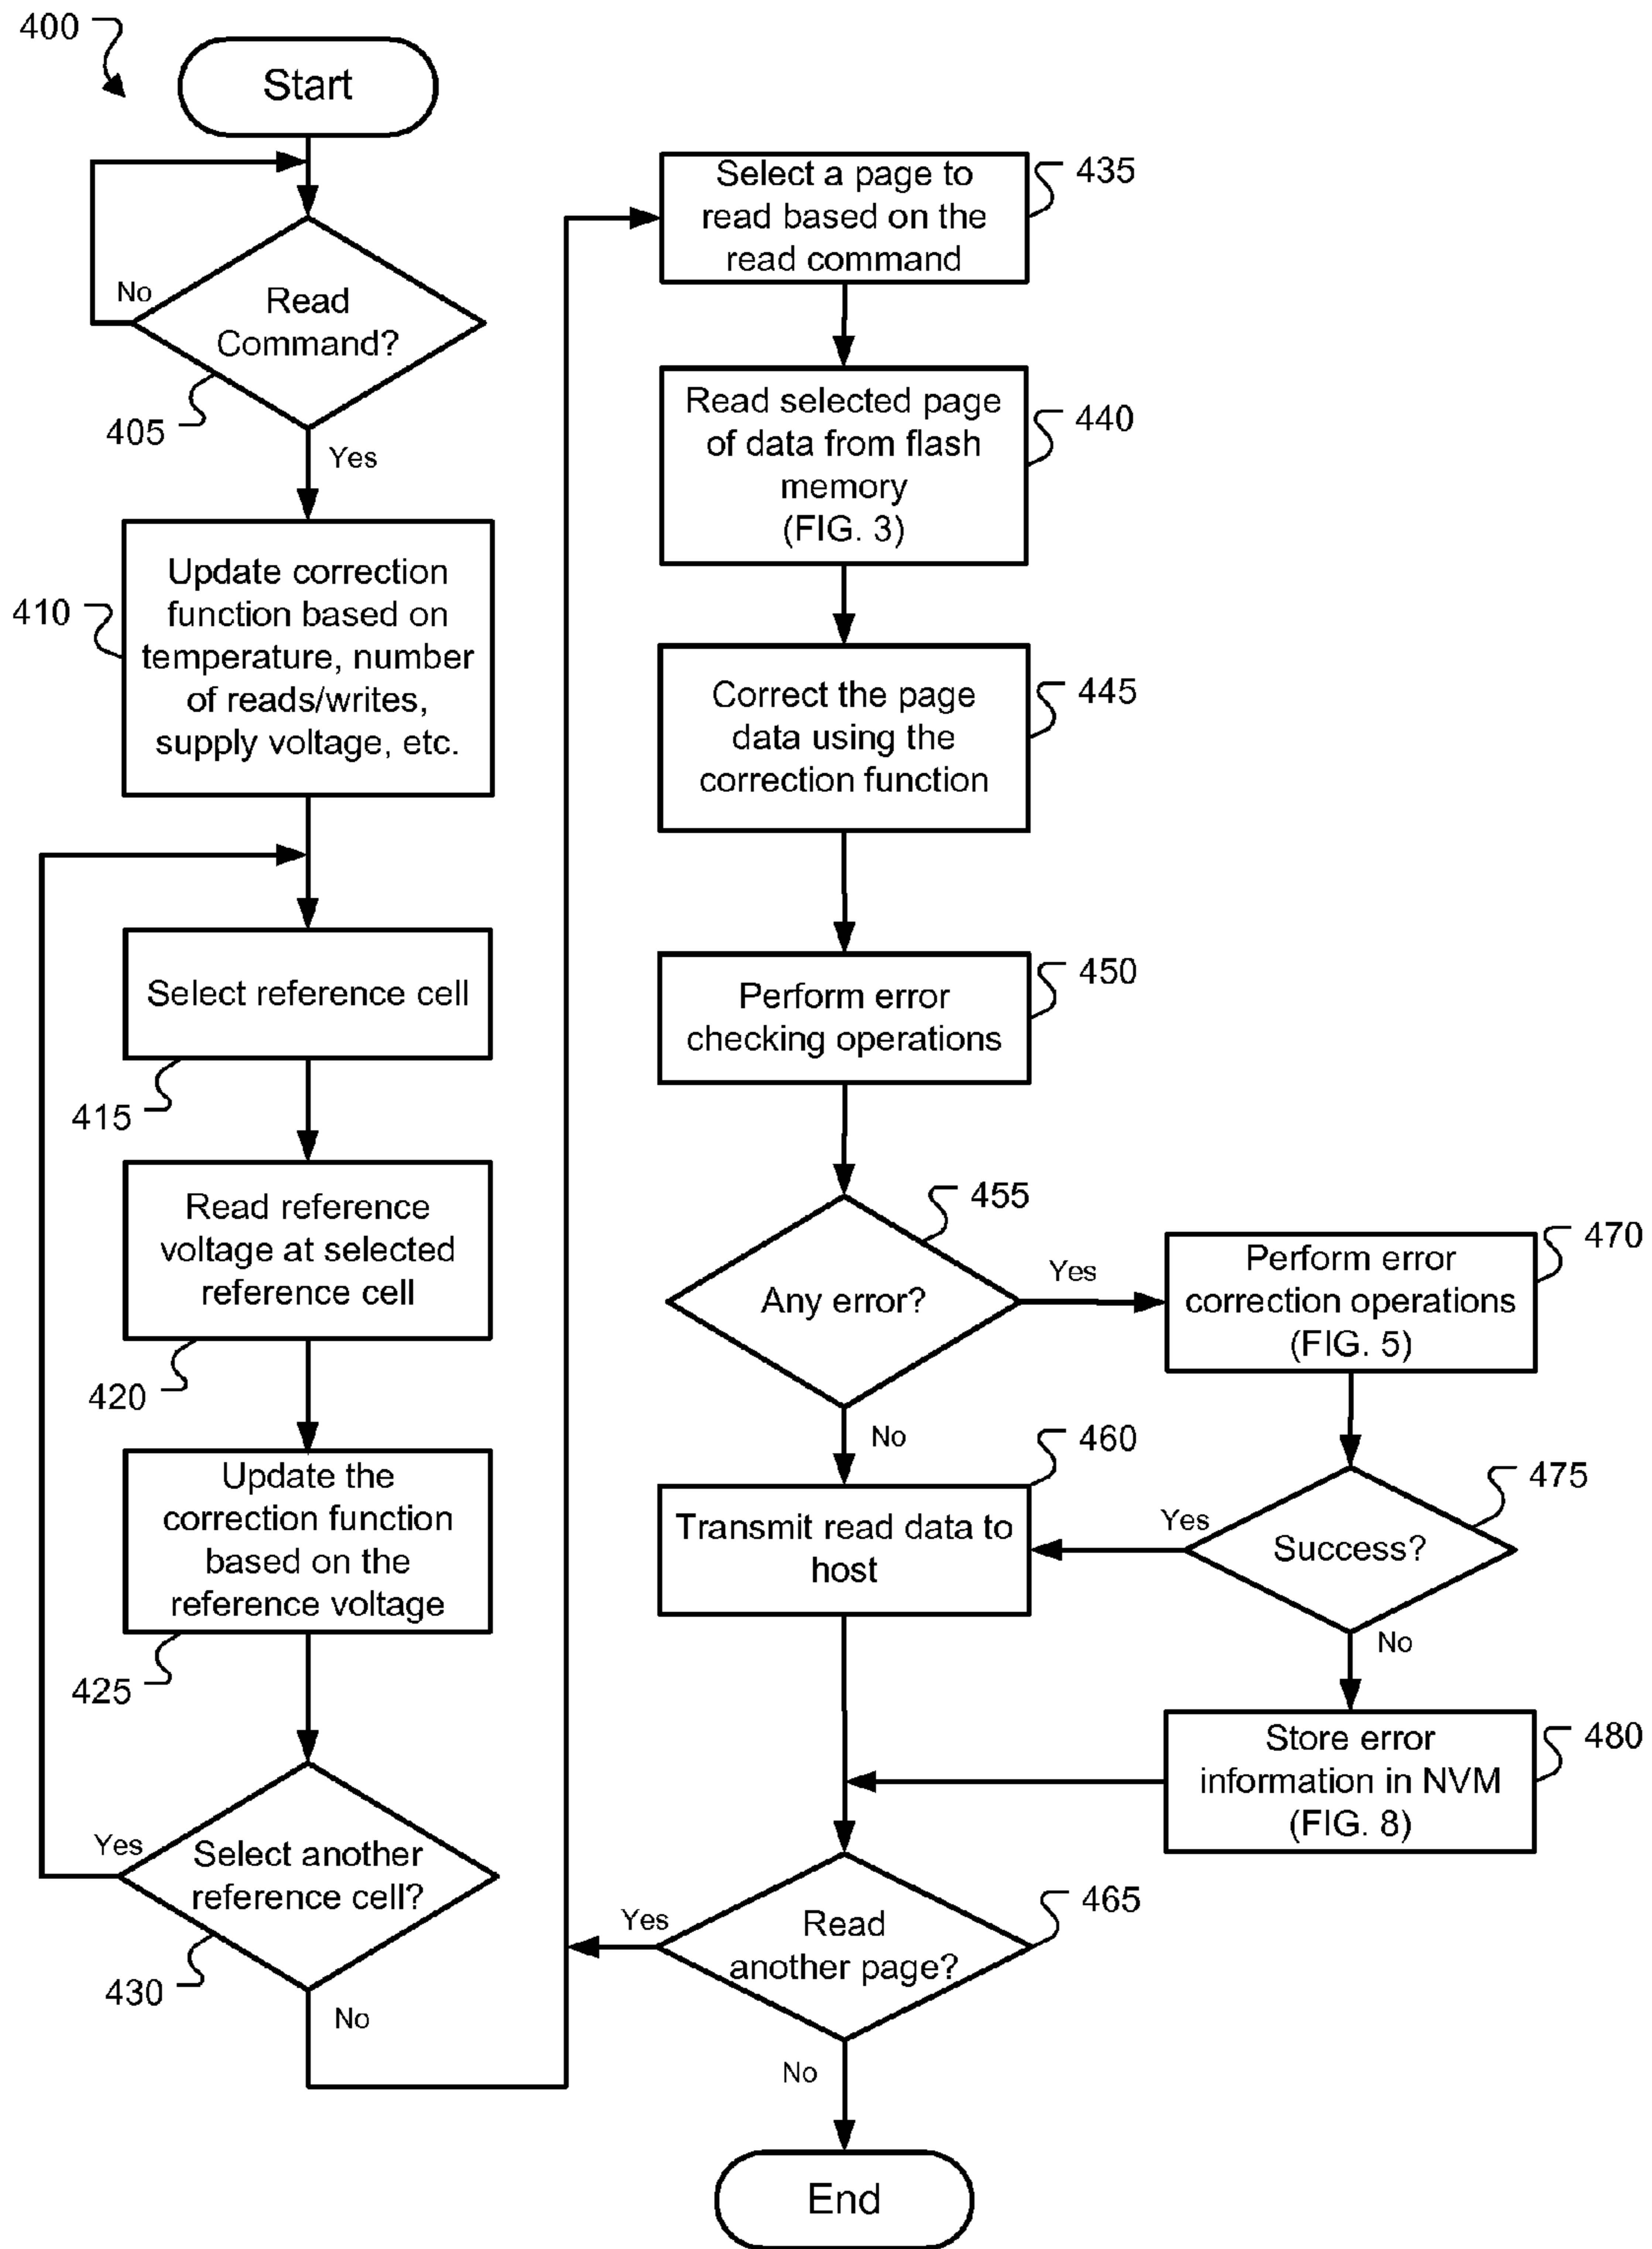 400
Start
No
Read
Command?
405
Yes
410
Update correction
function based on
temperature, number
of reads/writes,
supply voltage, etc.
Select reference cell
415
Read reference
voltage at selected
reference cell
420
Update the
correction function
based on the
reference voltage
425
Yes
Select another
reference cell?
430
No
Select a page to
read based on the
read command
435
Read selected page
of data from flash
memory
(FIG. 3)
440
Correct the page
data using the
correction function
445
Perform error
checking operations
450
455
Any error?
Yes
No
Perform error
correction operations
(FIG. 5)
470
460
Transmit read data to
host
475
Yes
Success?
No
Store error
information in NVM
(FIG. 8)
480
465
Yes
Read
another page?
No
End